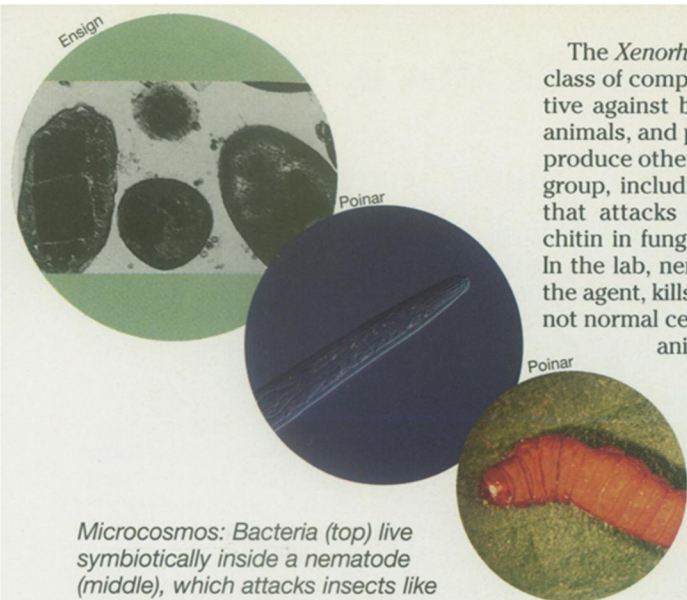 Ensign
Poinar
Poinar
The Xenorh
class of comp
tive against b
animals, and p
produce othe
group, includi
that attacks
chitin in fung
In the lab, ner
the agent, kills
not normal ce
ani
Microcosmos: Bacteria (top) live
symbiotically inside a nematode
(middle), which attacks insects like